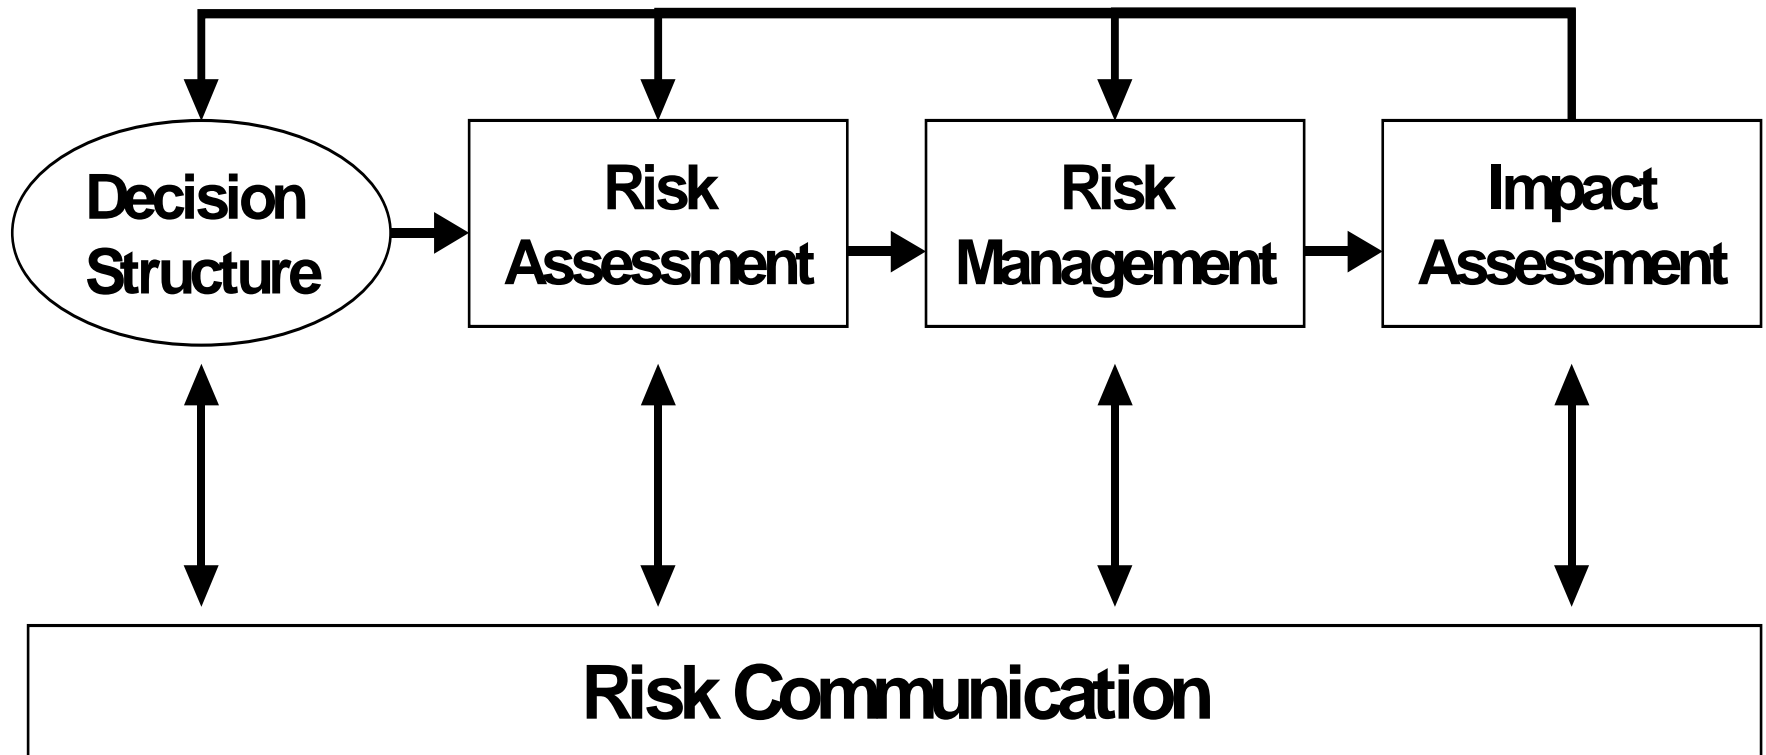 Decision
Structure
Risk
Assessment
Risk
Management
Impact
Assessment
Risk Communication